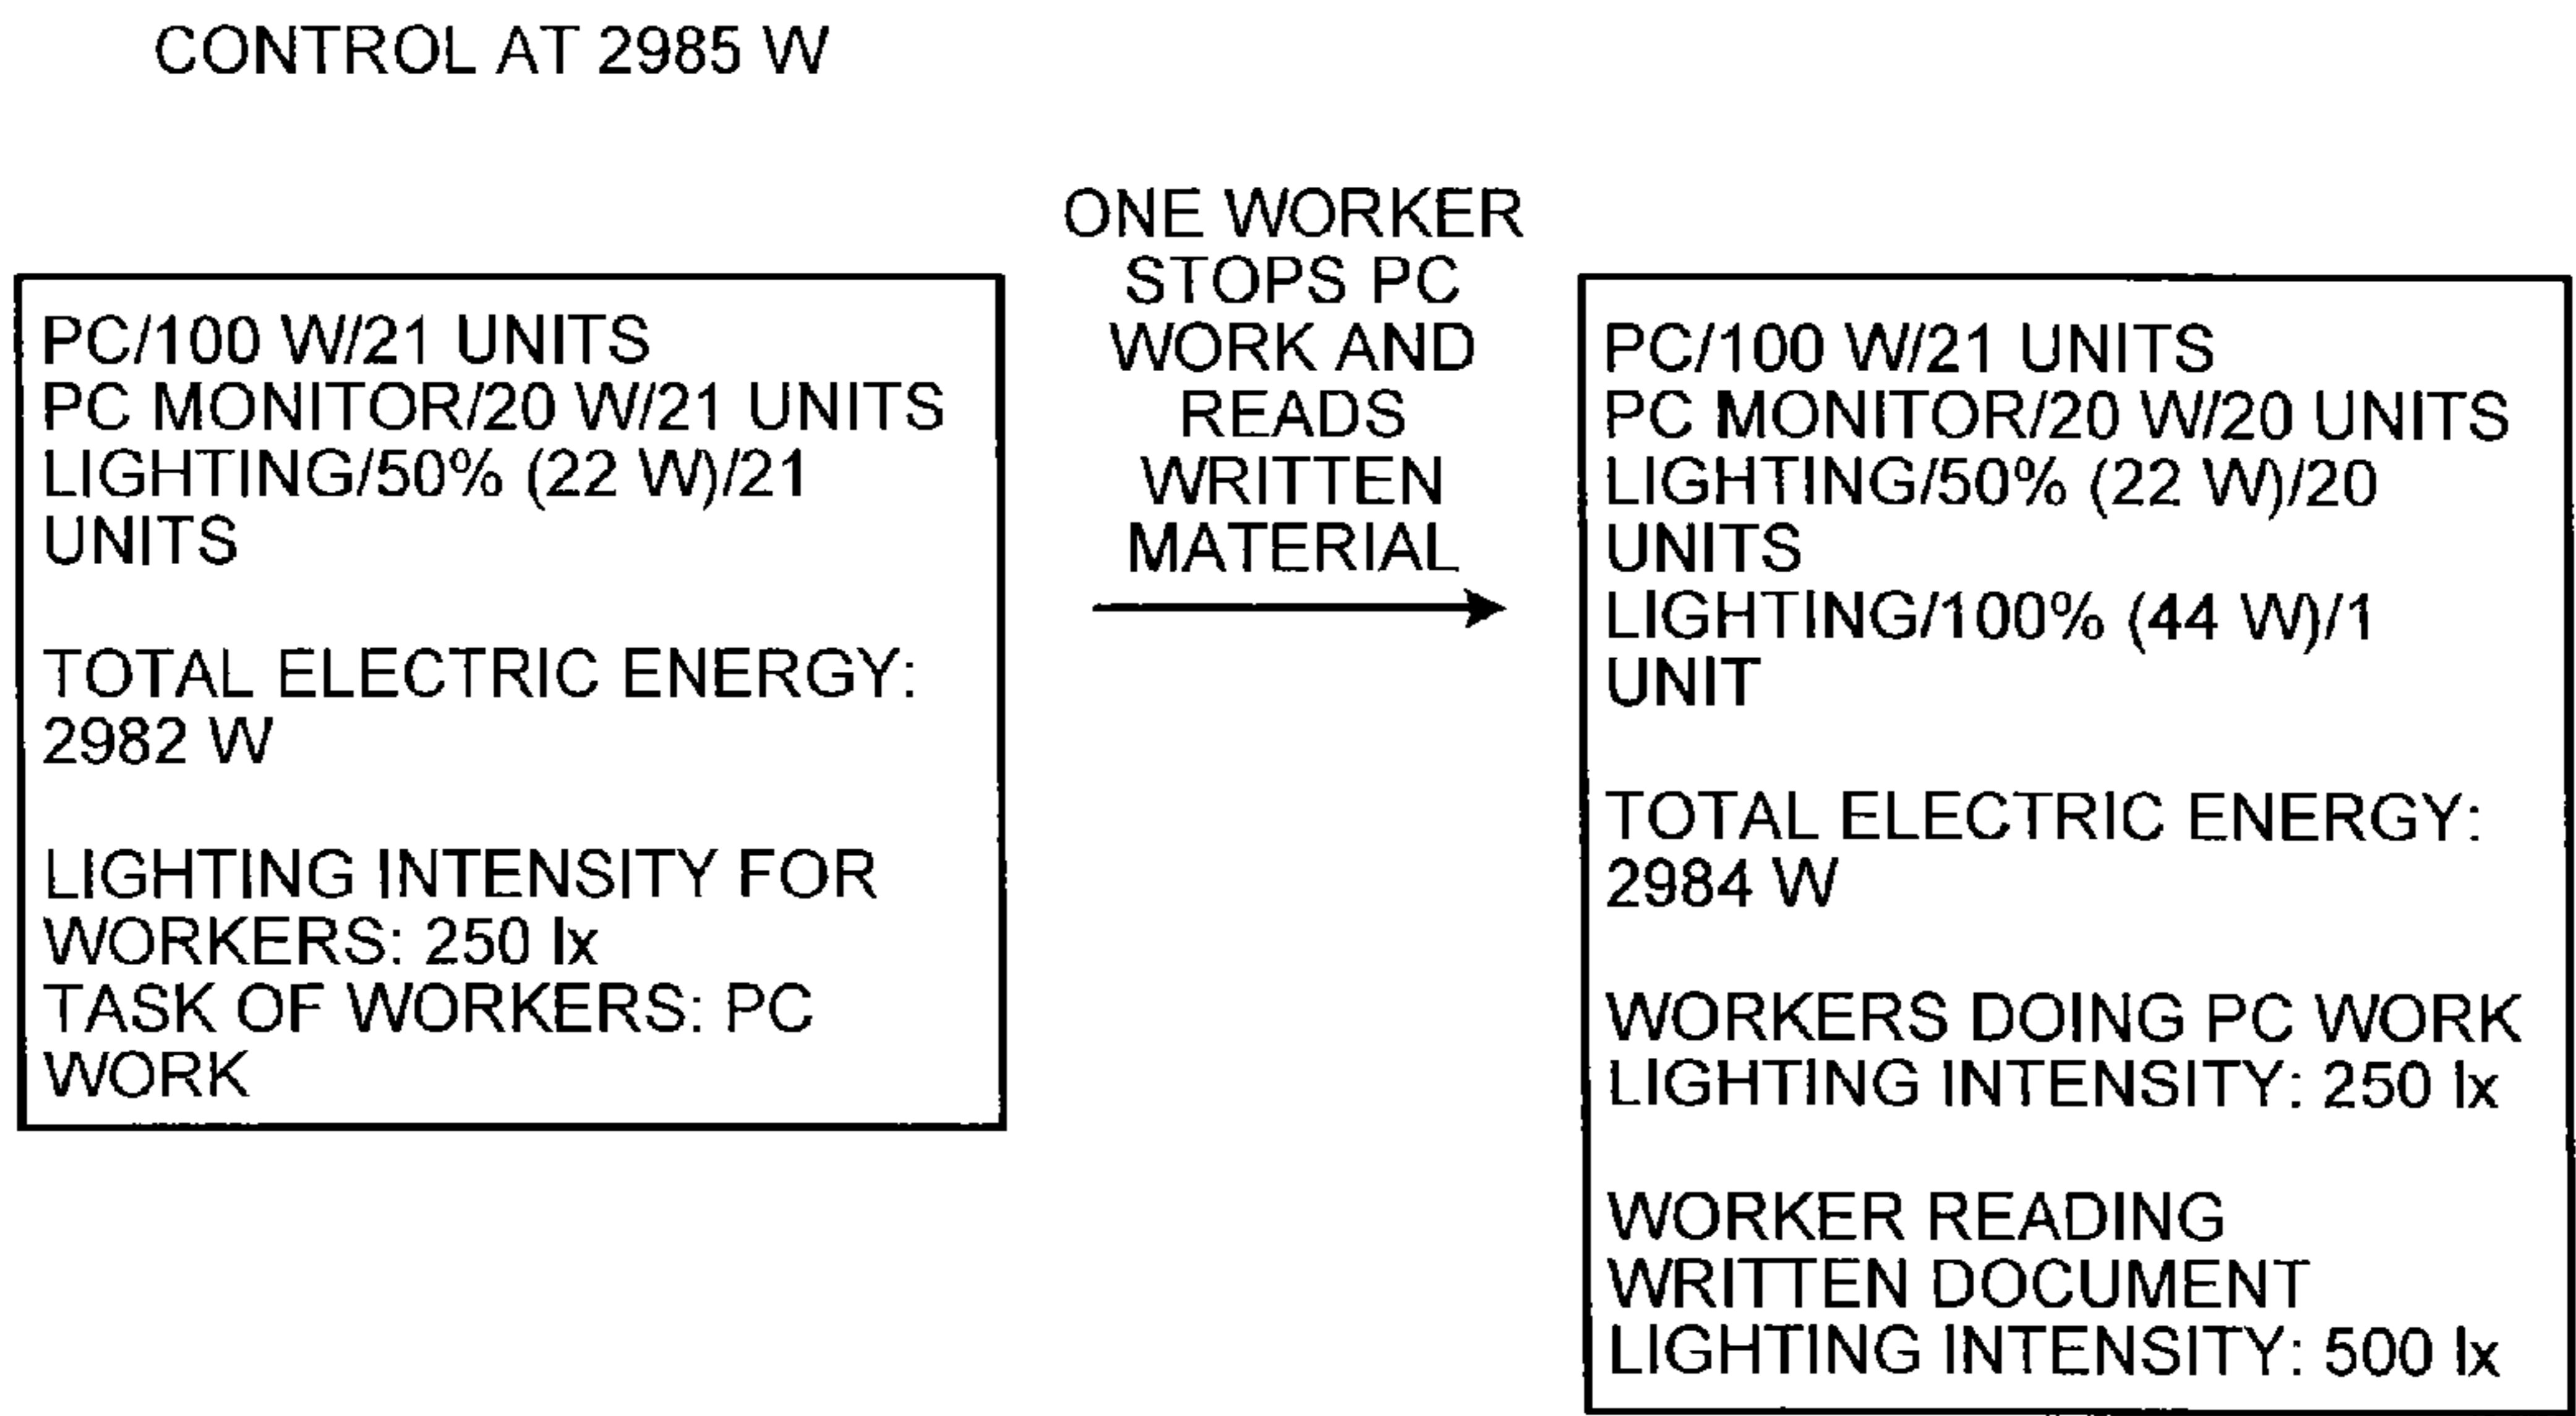 CONTROL AT 2985 W
PC/100 W/21 UNITS
PC MONITOR/20 W/21 UNITS
LIGHTING/50% (22 W)/21
UNITS
TOTAL ELECTRIC ENERGY:
2982 W
LIGHTING INTENSITY FOR
WORKERS: 250 lx
TASK OF WORKERS: PC
WORK
ONE WORKER
STOPS PC
WORK AND
READS
WRITTEN
MATERIAL
PC/100 W/21 UNITS
PC MONITOR/20 W/20 UNITS
LIGHTING/50% (22 W)/20
UNITS
LIGHTING/100% (44 W)/1
UNIT
TOTAL ELECTRIC ENERGY:
2984 W
WORKERS DOING PC WORK
LIGHTING INTENSITY: 250 lx
WORKER READING
WRITTEN DOCUMENT
LIGHTING INTENSITY: 500 lx